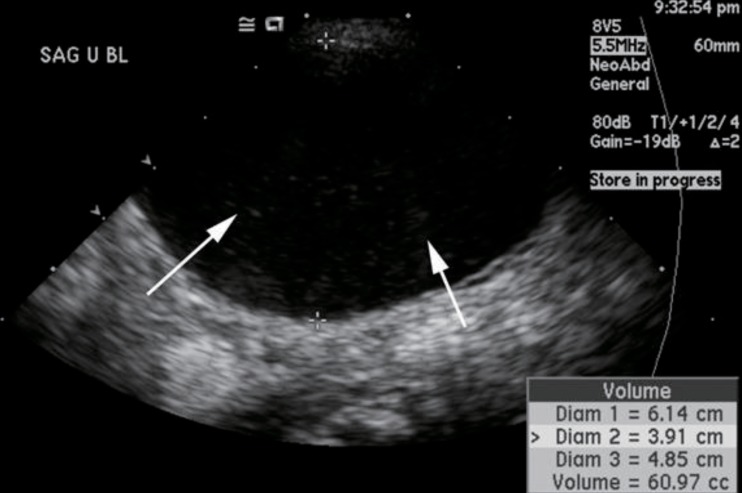 9:32:54 pm
SAG U BL
8V5
5.5MHz 60mm
NeoAbd
General
80dB T1/+1/2/4
Gain=-19dB Δ=2
Store in progress
Volume
Diam 1 = 6.14 cm
> Diam 2 = 3.91 cm
Diam 3 = 4.85 cm
Volume = 60.97 cc